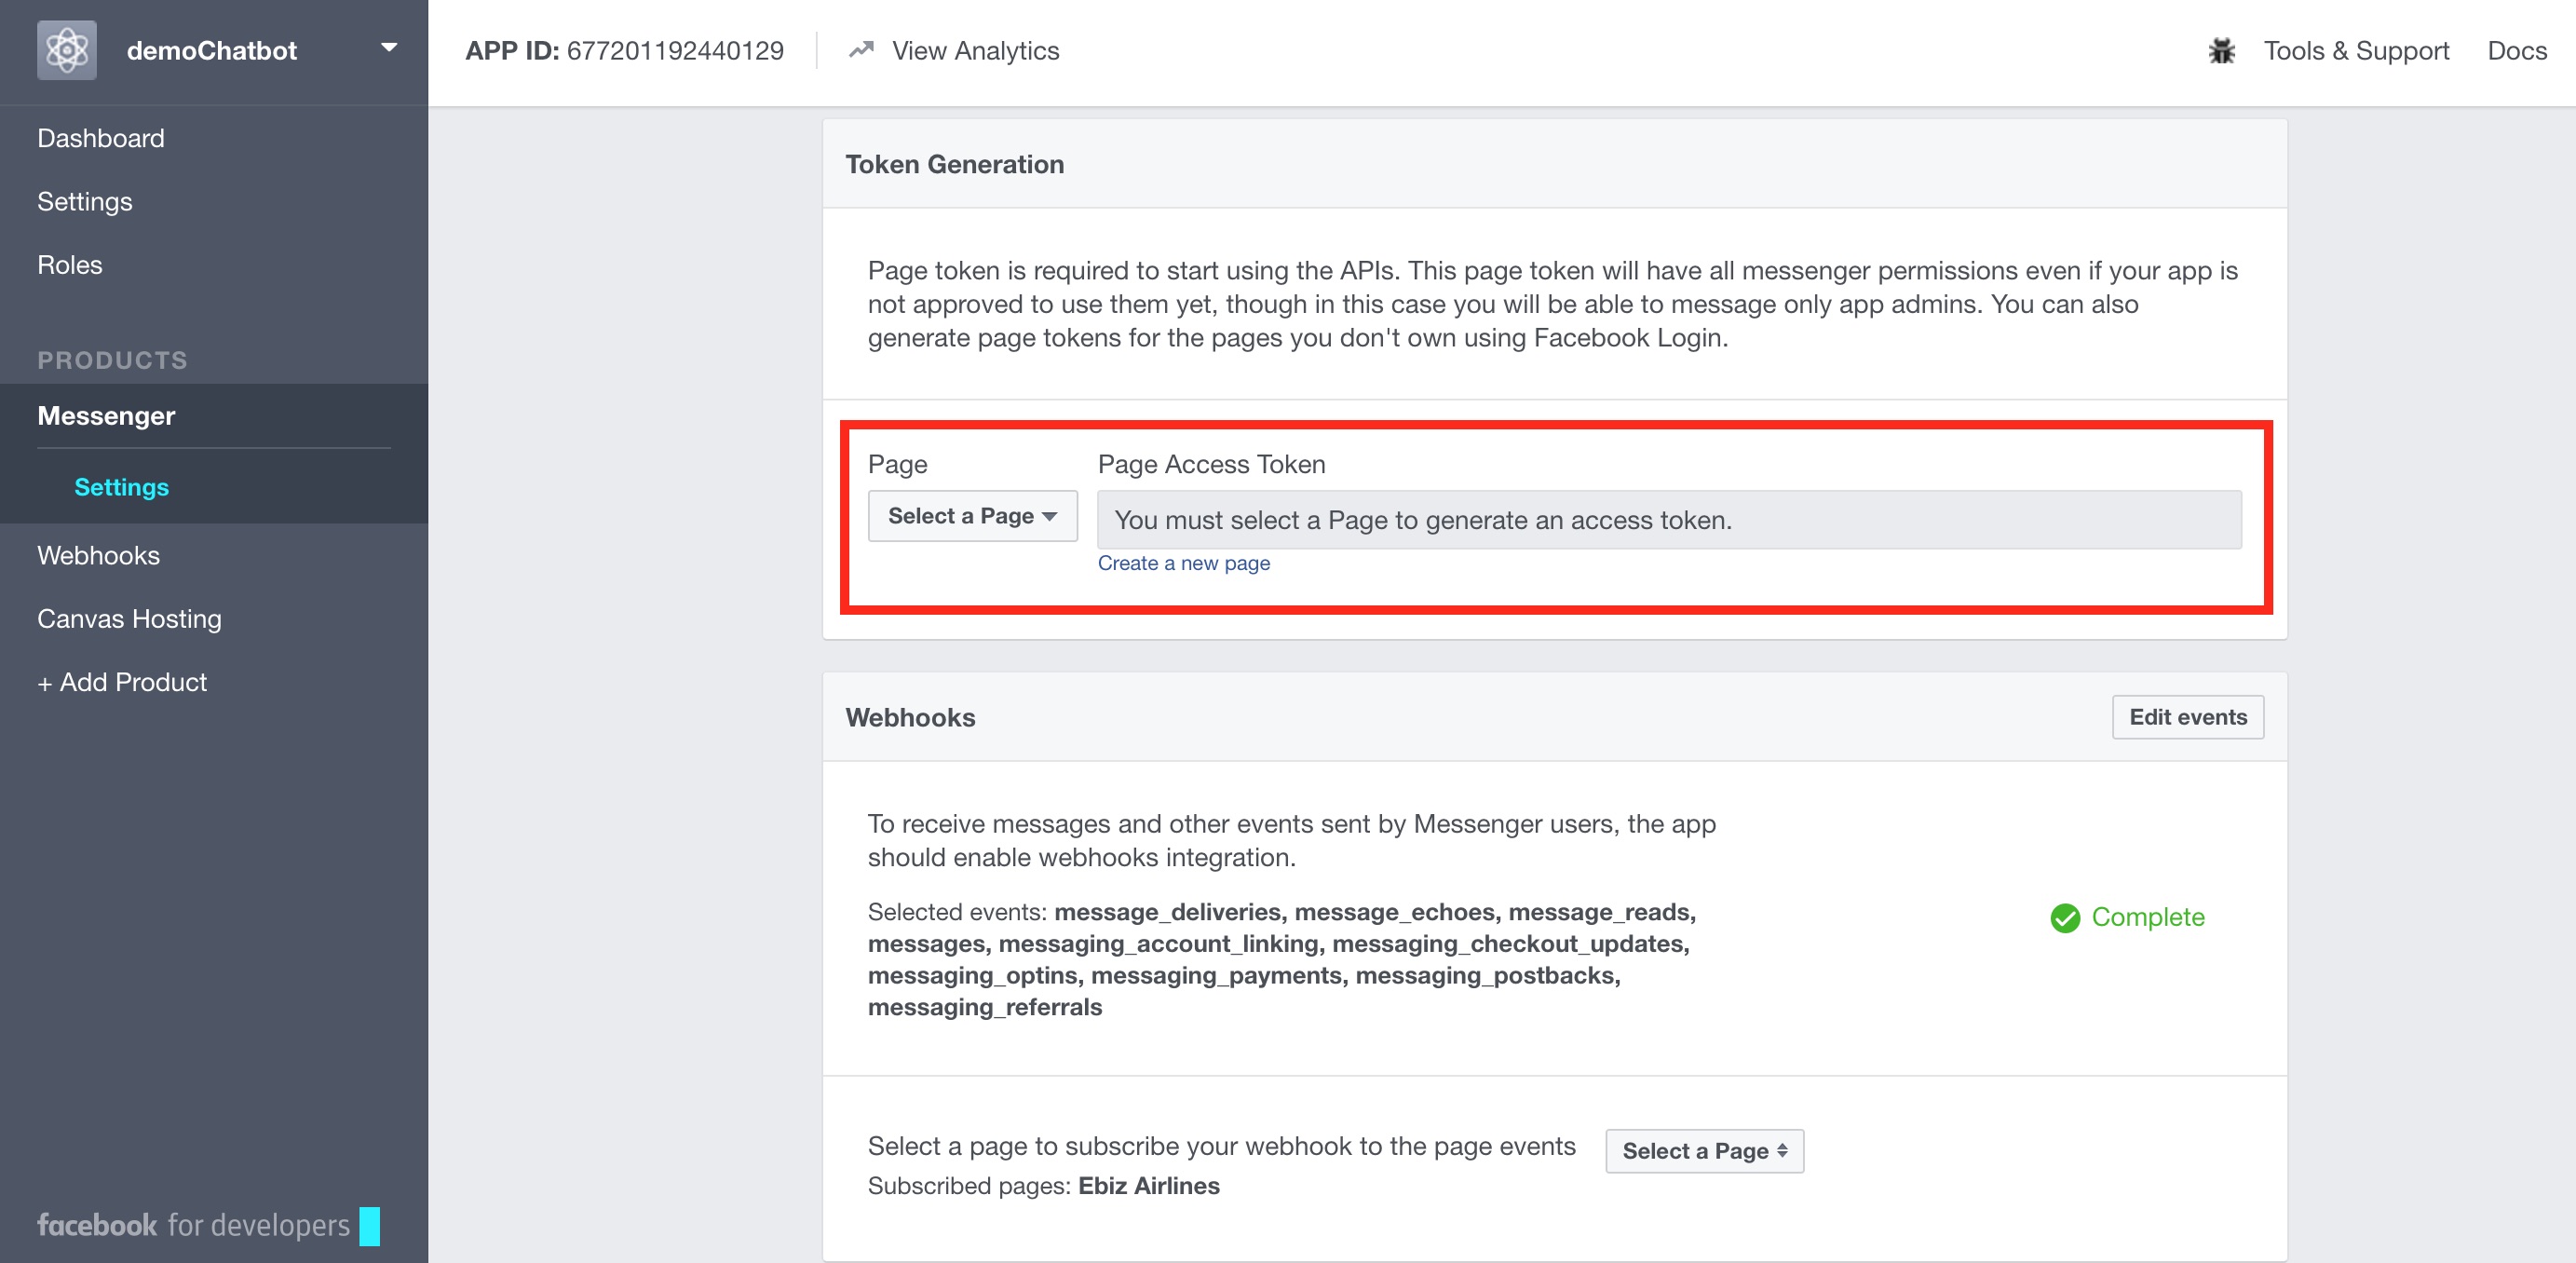 demoChatbot
APP ID: 677201192440129
View Analytics
Tools & Support
Docs
Dashboard
Settings
Roles
PRODUCTS
Messenger
Settings
Webhooks
Canvas Hosting
+ Add Product
facebook for developers
Token Generation
Page token is required to start using the APIs. This page token will have all messenger permissions even if your app is
not approved to use them yet, though in this case you will be able to message only app admins. You can also
generate page tokens for the pages you don't own using Facebook Login.
Page
Page Access Token
Select a Page
You must select a Page to generate an access token.
Create a new page
Webhooks
Edit events
To receive messages and other events sent by Messenger users, the app
should enable webhooks integration.
Selected events: message_deliveries, message_echoes, message_reads,
messages, messaging_account_linking, messaging_checkout_updates,
messaging_optins, messaging_payments, messaging_postbacks,
messaging_referrals
Complete
Select a page to subscribe your webhook to the page events
Select a Page
Subscribed pages: Ebiz Airlines